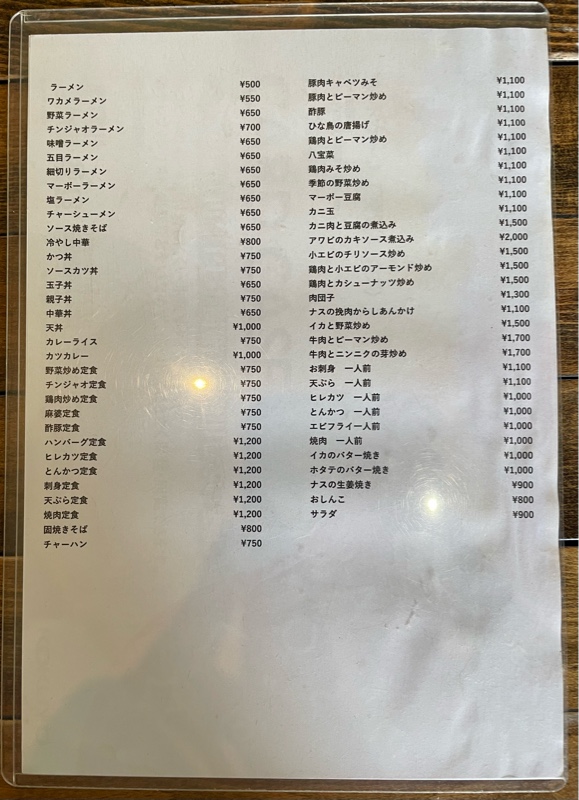 ラーメン ¥500
ワカメラーメン ¥550
野菜ラーメン ¥650
チンジャオラーメン ¥700
味噌ラーメン ¥650
五目ラーメン ¥650
細切りラーメン ¥650
マーボーラーメン ¥650
塩ラーメン ¥650
チャーシューメン ¥650
ソース焼きそば ¥650
冷やし中華 ¥800
かつ丼 ¥750
ソースカツ丼 ¥750
玉子丼 ¥650
親子丼 ¥750
中華丼 ¥650
天丼 ¥1,000
カレーライス ¥750
カツカレー ¥1,000
野菜炒め定食 ¥750
チンジャオ定食 ¥750
鶏肉炒め定食 ¥750
麻婆定食 ¥750
酢豚定食 ¥750
ハンバーグ定食 ¥1,200
ヒレカツ定食 ¥1,200
とんかつ定食 ¥1,200
刺身定食 ¥1,200
天ぷら定食 ¥1,200
焼肉定食 ¥1,200
固焼きそば ¥800
チャーハン ¥750
豚肉キャベツみそ ¥1,100
豚肉とピーマン炒め ¥1,100
酢豚 ¥1,100
ひな鳥の唐揚げ ¥1,100
鶏肉とピーマン炒め ¥1,100
八宝菜 ¥1,100
鶏肉みそ炒め ¥1,100
季節の野菜炒め ¥1,100
マーボー豆腐 ¥1,100
カニ玉 ¥1,100
カニ肉と豆腐の煮込み ¥1,500
アワビのカキソース煮込み ¥2,000
小エビのチリソース炒め ¥1,500
鶏肉と小エビのアーモンド炒め ¥1,500
鶏肉とカシューナッツ炒め ¥1,500
肉団子 ¥1,300
ナスの挽肉からしあんかけ ¥1,100
イカと野菜炒め ¥1,500
牛肉とピーマン炒め ¥1,700
牛肉とニンニクの芽炒め ¥1,700
お刺身 一人前 ¥1,100
天ぷら 一人前 ¥1,100
ヒレカツ 一人前 ¥1,000
とんかつ 一人前 ¥1,000
エビフライ一人前 ¥1,000
焼肉 一人前 ¥1,000
イカのバター焼き ¥1,000
ホタテのバター焼き ¥1,000
ナスの生姜焼き ¥900
おしんこ ¥800
サラダ ¥900